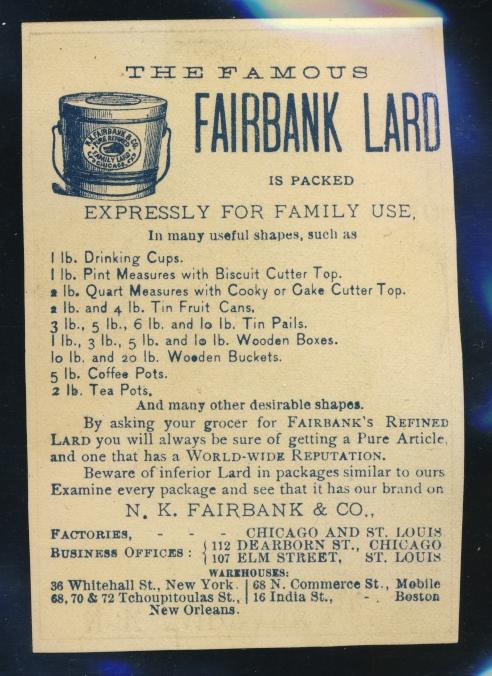 THE FAMOUS
FAIRBANK LARD
N.K. FAIRBANK & CO.
PURE REFINED
FAMILY LARD
CHICAGO
IS PACKED
EXPRESSLY FOR FAMILY USE,
In many useful shapes, such as
1 lb. Drinking Cups.
1 lb. Pint Measures with Biscuit Cutter Top.
2 lb. Quart Measures with Cooky or Cake Cutter Top.
2 lb. and 4 lb. Tin Fruit Cans.
3 lb., 5 lb., 6 lb. and 10 lb. Tin Pails.
1 lb., 3 lb., 5 lb. and 10 lb. Wooden Boxes.
10 lb. and 20 lb. Wooden Buckets.
5 lb. Coffee Pots.
2 lb. Tea Pots.
And many other desirable shapes.
By asking your grocer for FAIRBANK'S REFINED
LARD you will always be sure of getting a Pure Article,
and one that has a WORLD-WIDE REPUTATION.
Beware of inferior Lard in packages similar to ours
Examine every package and see that it has our brand on
N. K. FAIRBANK & CO.,
FACTORIES, - - - CHICAGO AND ST. LOUIS
BUSINESS OFFICES: { 112 DEARBORN ST., CHICAGO
107 ELM STREET, ST. LOUIS
WAREHOUSES:
36 Whitehall St., New York. | 68 N. Commerce St., Mobile
68, 70 & 72 Tchoupitoulas St., | 16 India St., - . Boston
New Orleans.